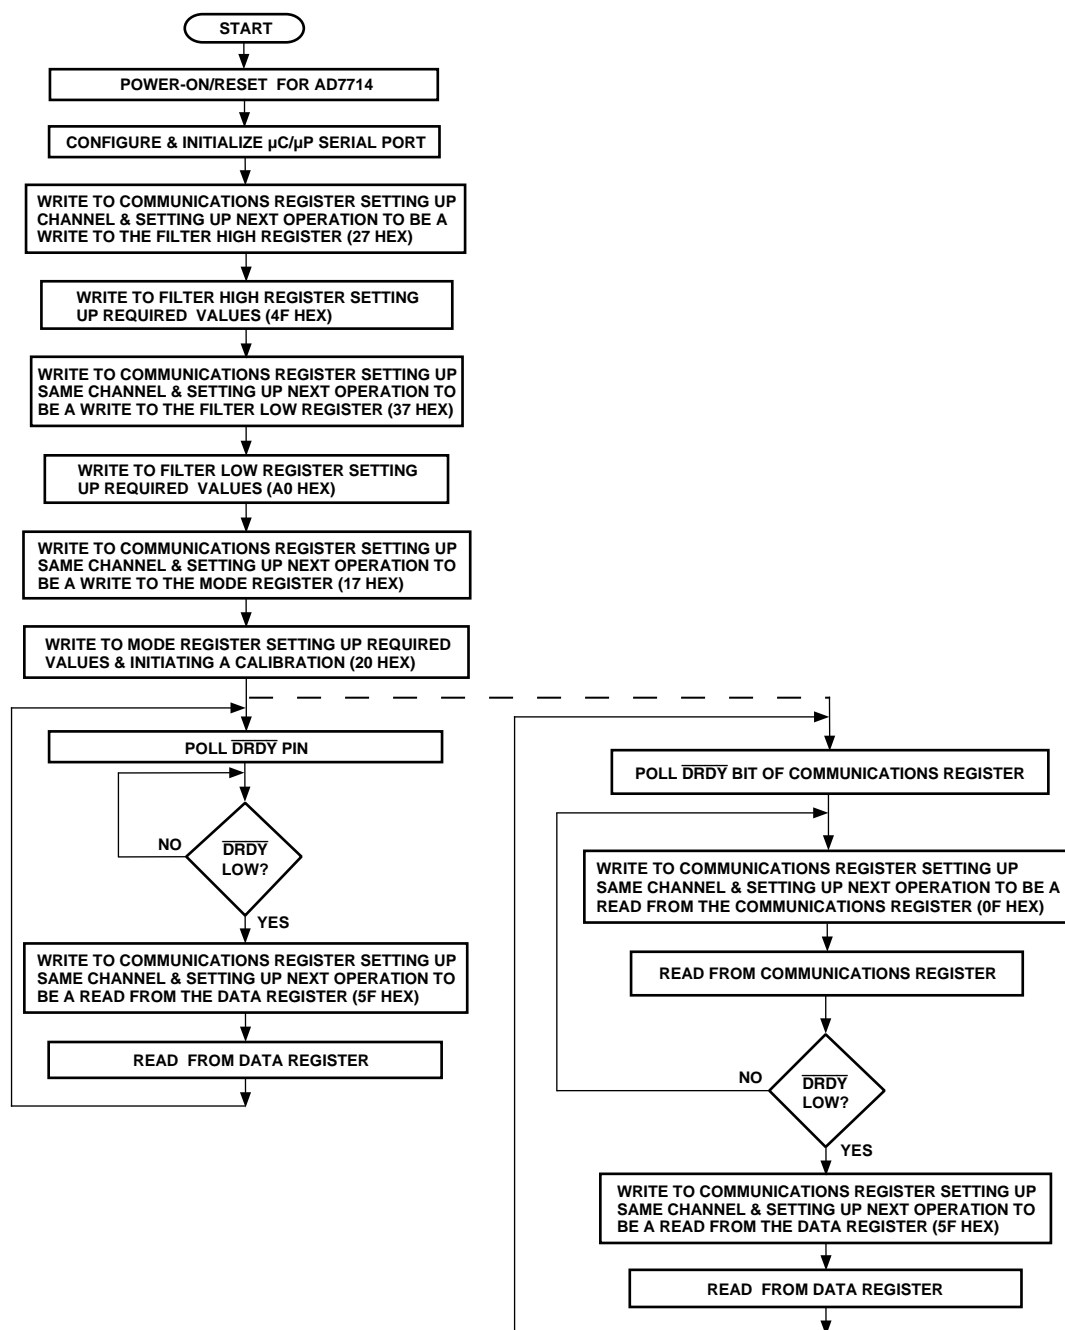 START
POWER-ON/RESET FOR AD7714
CONFIGURE & INITIALIZE µC/µP SERIAL PORT
WRITE TO COMMUNICATIONS REGISTER SETTING UP
CHANNEL & SETTING UP NEXT OPERATION TO BE A
WRITE TO THE FILTER HIGH REGISTER (27 HEX)
WRITE TO FILTER HIGH REGISTER SETTING
UP REQUIRED VALUES (4F HEX)
WRITE TO COMMUNICATIONS REGISTER SETTING UP
SAME CHANNEL & SETTING UP NEXT OPERATION TO
BE A WRITE TO THE FILTER LOW REGISTER (37 HEX)
WRITE TO FILTER LOW REGISTER SETTING
UP REQUIRED VALUES (A0 HEX)
WRITE TO COMMUNICATIONS REGISTER SETTING UP
SAME CHANNEL & SETTING UP NEXT OPERATION TO
BE A WRITE TO THE MODE REGISTER (17 HEX)
WRITE TO MODE REGISTER SETTING UP REQUIRED
VALUES & INITIATING A CALIBRATION (20 HEX)
POLL DRDY PIN
NO
DRDY
LOW?
YES
WRITE TO COMMUNICATIONS REGISTER SETTING UP
SAME CHANNEL & SETTING UP NEXT OPERATION TO
BE A READ FROM THE DATA REGISTER (5F HEX)
READ FROM DATA REGISTER
POLL DRDY BIT OF COMMUNICATIONS REGISTER
WRITE TO COMMUNICATIONS REGISTER SETTING UP
SAME CHANNEL & SETTING UP NEXT OPERATION TO BE A
READ FROM THE COMMUNICATIONS REGISTER (0F HEX)
READ FROM COMMUNICATIONS REGISTER
NO
DRDY
LOW?
YES
WRITE TO COMMUNICATIONS REGISTER SETTING UP
SAME CHANNEL & SETTING UP NEXT OPERATION TO
BE A READ FROM THE DATA REGISTER (5F HEX)
READ FROM DATA REGISTER